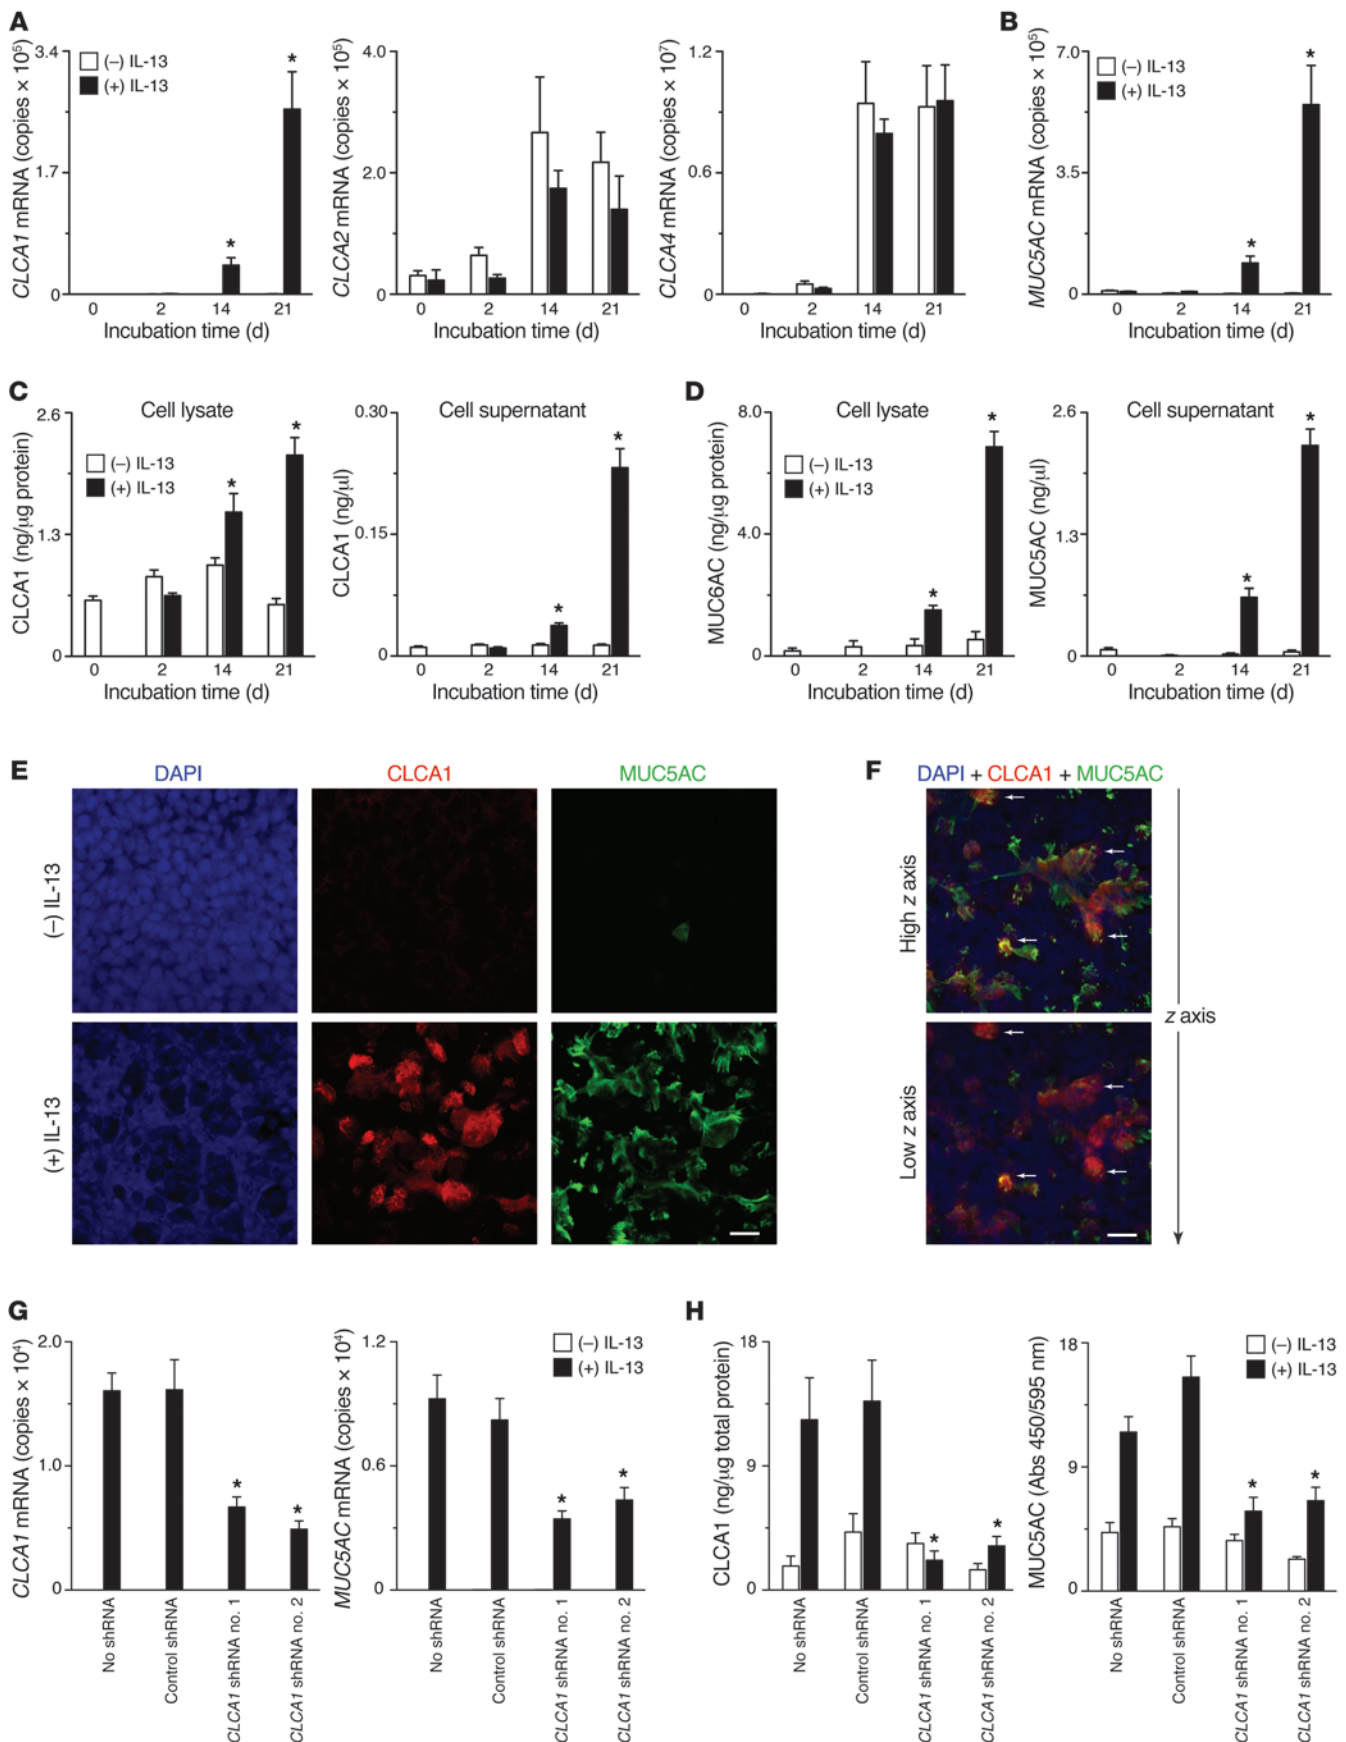 A
CLCA1 mRNA (copies × 10⁵)
3.4
1.7
0
(–) IL-13
(+) IL-13
*
*
0 2 14 21
Incubation time (d)
CLCA2 mRNA (copies × 10⁵)
4.0
2.0
0
0 2 14 21
Incubation time (d)
CLCA4 mRNA (copies × 10⁷)
1.2
0.6
0
0 2 14 21
Incubation time (d)
B
MUC5AC mRNA (copies × 10⁵)
7.0
3.5
0
(–) IL-13
(+) IL-13
*
*
0 2 14 21
Incubation time (d)
C
Cell lysate
CLCA1 (ng/µg protein)
2.6
1.3
0
(–) IL-13
(+) IL-13
*
*
0 2 14 21
Incubation time (d)
Cell supernatant
CLCA1 (ng/µl)
0.30
0.15
0
*
*
0 2 14 21
Incubation time (d)
D
Cell lysate
MUC6AC (ng/µg protein)
8.0
4.0
0
(–) IL-13
(+) IL-13
*
*
0 2 14 21
Incubation time (d)
Cell supernatant
MUC5AC (ng/µl)
2.6
1.3
0
*
*
0 2 14 21
Incubation time (d)
E
DAPI CLCA1 MUC5AC
(–) IL-13
(+) IL-13
F
DAPI + CLCA1 + MUC5AC
High z axis
Low z axis
z axis
G
CLCA1 mRNA (copies × 10⁴)
2.0
1.0
0
*
*
No shRNA
Control shRNA
CLCA1 shRNA no. 1
CLCA1 shRNA no. 2
MUC5AC mRNA (copies × 10⁴)
1.2
0.6
0
(–) IL-13
(+) IL-13
*
*
No shRNA
Control shRNA
CLCA1 shRNA no. 1
CLCA1 shRNA no. 2
H
CLCA1 (ng/µg total protein)
18
9
0
*
*
No shRNA
Control shRNA
CLCA1 shRNA no. 1
CLCA1 shRNA no. 2
MUC5AC (Abs 450/595 nm)
18
9
0
(–) IL-13
(+) IL-13
*
*
No shRNA
Control shRNA
CLCA1 shRNA no. 1
CLCA1 shRNA no. 2